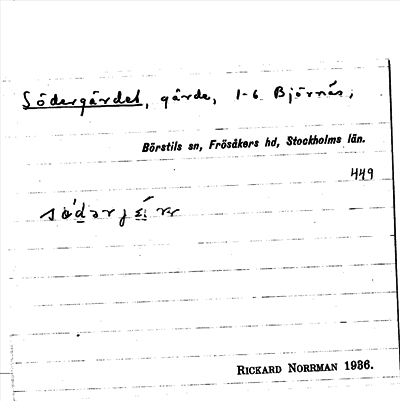 Södergärdet, gärde, 1-6 Björnäs;
Börstils sn, Frösåkers hd, Stockholms län.
449
RICKARD NORRMAN 1936.